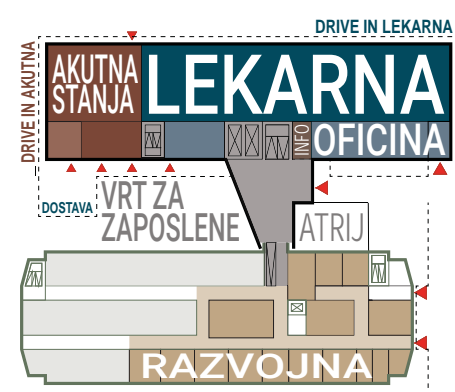 DRIVE IN LEKARNA
DRIVE IN AKUTNA
AKUTNA
STANJA
LEKARNA
INFO
OFICINA
DOSTAVA
VRT ZA
ZAPOSLENE
ATRIJ
RAZVOJNA